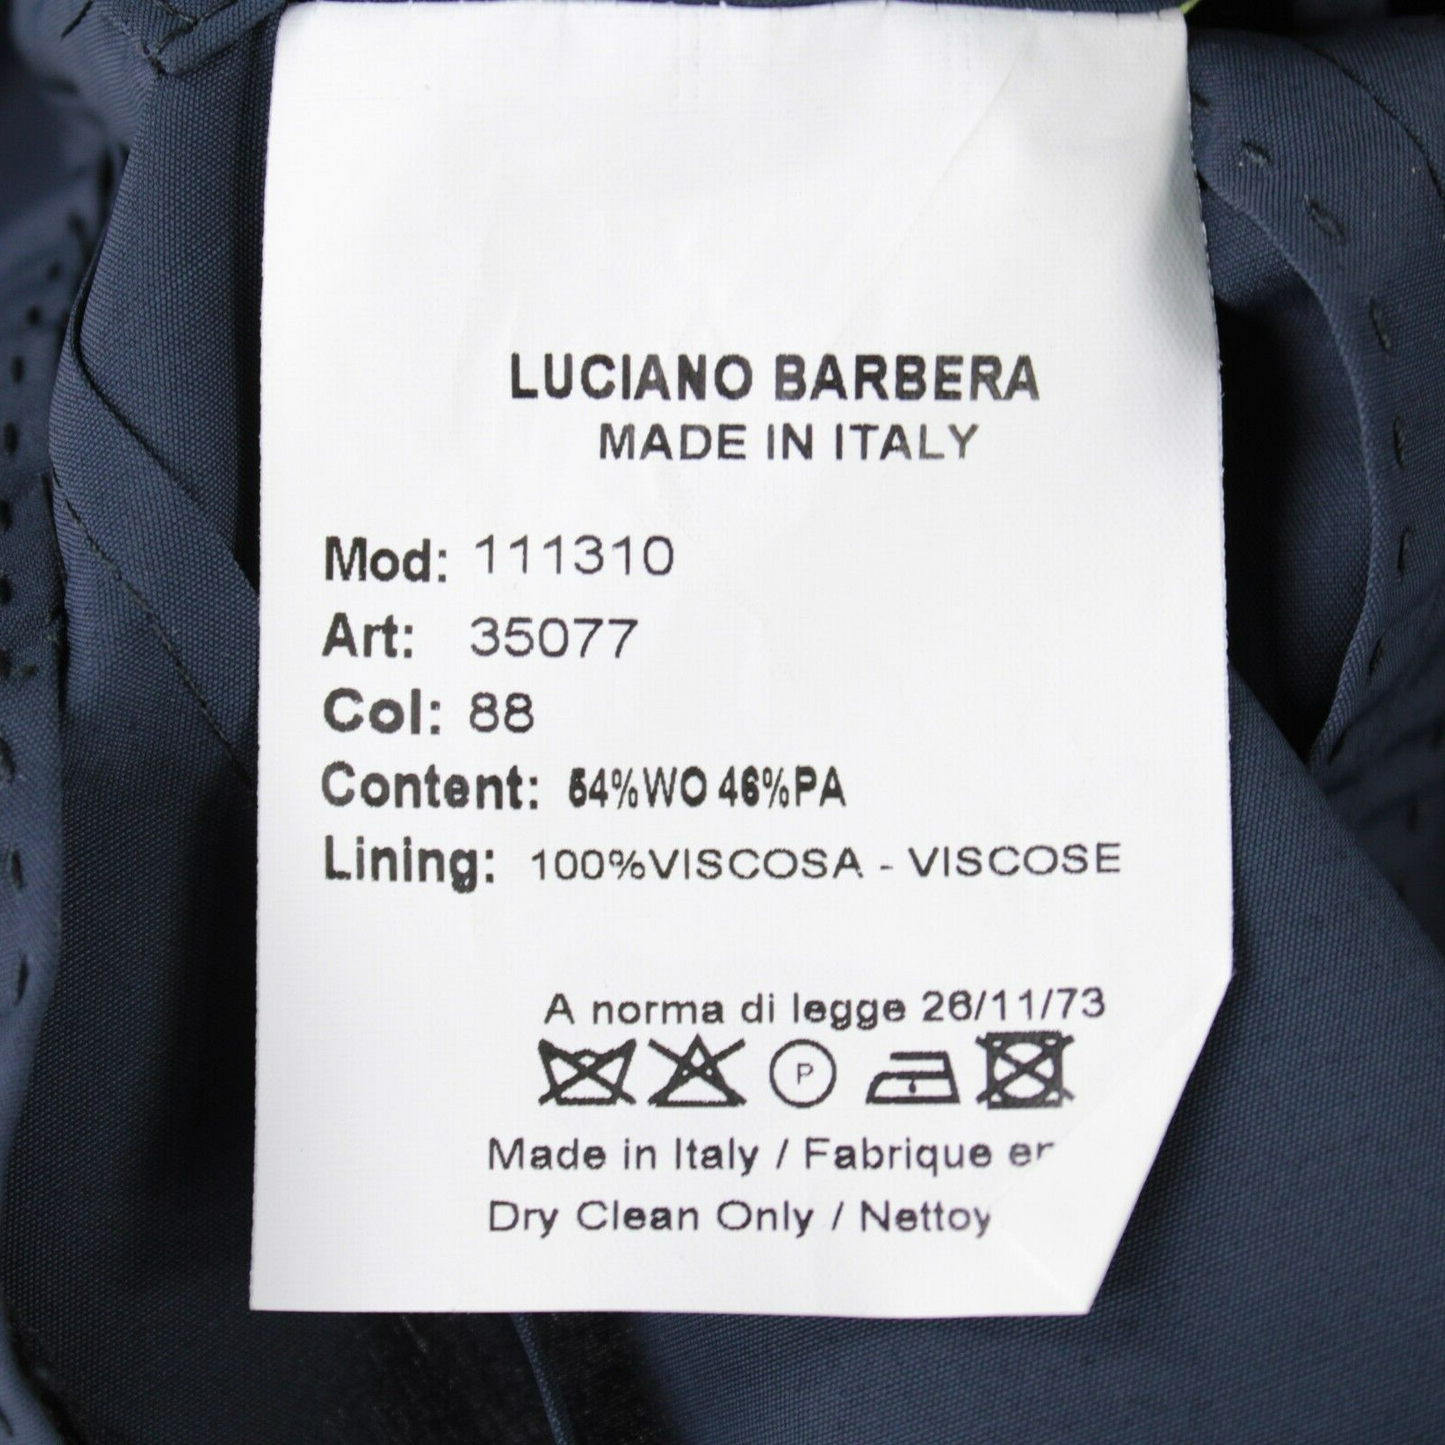 LUCIANO BARBERA
MADE IN ITALY
Mod: 111310
Art: 35077
Col: 88
Content: 54%WO 46%PA
Lining: 100%VISCOSA - VISCOSE
A norma di legge 26/11/73
P
Made in Italy / Fabrique en
Dry Clean Only / Nettoy